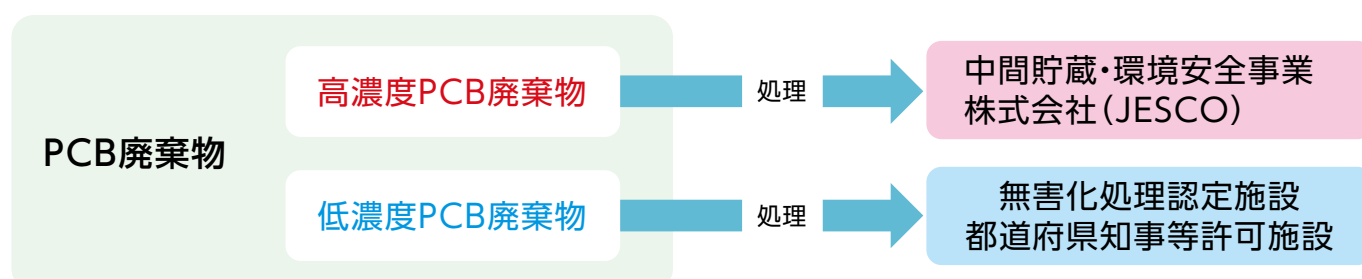 PCB廃棄物
高濃度PCB廃棄物
処理
中間貯蔵・環境安全事業
株式会社(JESCO)
低濃度PCB廃棄物
処理
無害化処理認定施設
都道府県知事等許可施設